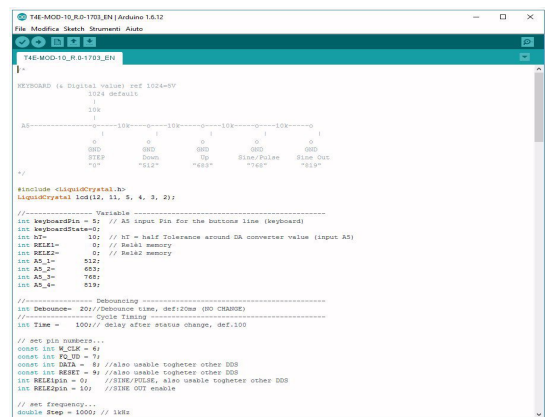 T4E-MOD-10_R.0-1703_EN | Arduino 1.6.12
File Modifica Sketch Strumenti Aiuto
T4E-MOD-10_R.0-1703_EN
/*
KEYBOARD (s Digital value) ref 1024=5V
1024 default
|
10k
|
A5---------------o----10k----o----10k-----o----10k-----o----10k-----o
| | | | |
o o o o o
GND GND GND GND GND
STEP Down Up Sine/Pulse Sine Out
"0" "512" "683" "768" "819"
*/
#include <LiquidCrystal.h>
LiquidCrystal lcd(12, 11, 5, 4, 3, 2);
//---------------- Variable ----------------------------------------------
int keyboardPin = 5; // A5 input Pin for the buttons line (keyboard)
int keyboardState=0;
int hT= 10; // hT = half Tolerance around DA converter value (input A5)
int RELE1= 0; // Relè1 memory
int RELE2= 0; // Relè2 memory
int A5_1= 512;
int A5_2= 683;
int A5_3= 768;
int A5_4= 819;
//---------------- Debouncing --------------------------------------------
int Debounce= 20;//Debounce time, def:20ms (NO CHANGE)
//---------------- Cycle Timing ------------------------------------------
int Time = 100;// delay after status change, def.100
// set pin numbers...
const int W_CLK = 6;
const int FQ_UD = 7;
const int DATA = 8; //also usable togheter other DDS
const int RESET = 9; //also usable togheter other DDS
int RELE1pin = 0; //SINE/PULSE, also usable togheter other DDS
int RELE2pin = 10; //SINE OUT enable
// set frequency...
double Step = 1000; // 1kHz